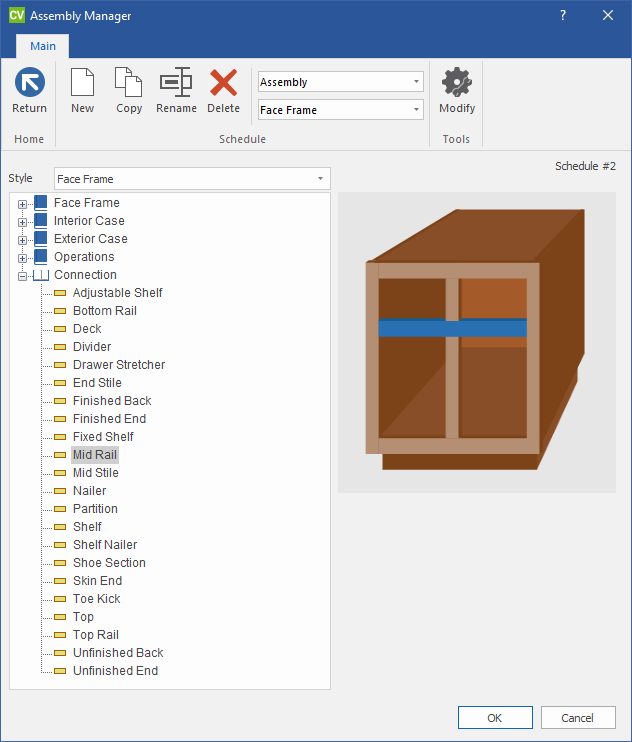 CV Assembly Manager ?
Main
Return New Copy Rename Delete Modify
Assembly
Face Frame
Home Schedule Tools
Schedule #2
Style Face Frame
Face Frame
Interior Case
Exterior Case
Operations
Connection
Adjustable Shelf
Bottom Rail
Deck
Divider
Drawer Stretcher
End Stile
Finished Back
Finished End
Fixed Shelf
Mid Rail
Mid Stile
Nailer
Partition
Shelf
Shelf Nailer
Shoe Section
Skin End
Toe Kick
Top
Top Rail
Unfinished Back
Unfinished End
OK Cancel